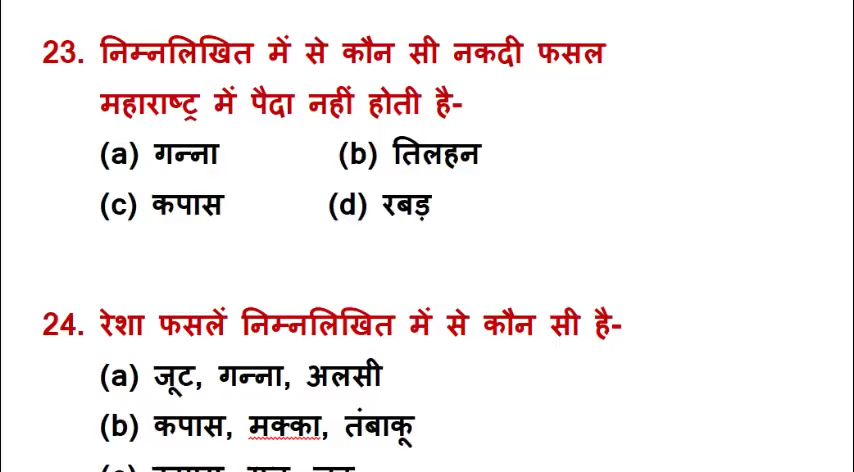 23. निम्नलिखित में से कौन सी नकदी फसल
महाराष्ट्र में पैदा नहीं होती है-
(a) गन्ना (b) तिलहन
(c) कपास (d) रबड़
24. रेशा फसलें निम्नलिखित में से कौन सी है-
(a) जूट, गन्ना, अलसी
(b) कपास, मक्का, तंबाकू